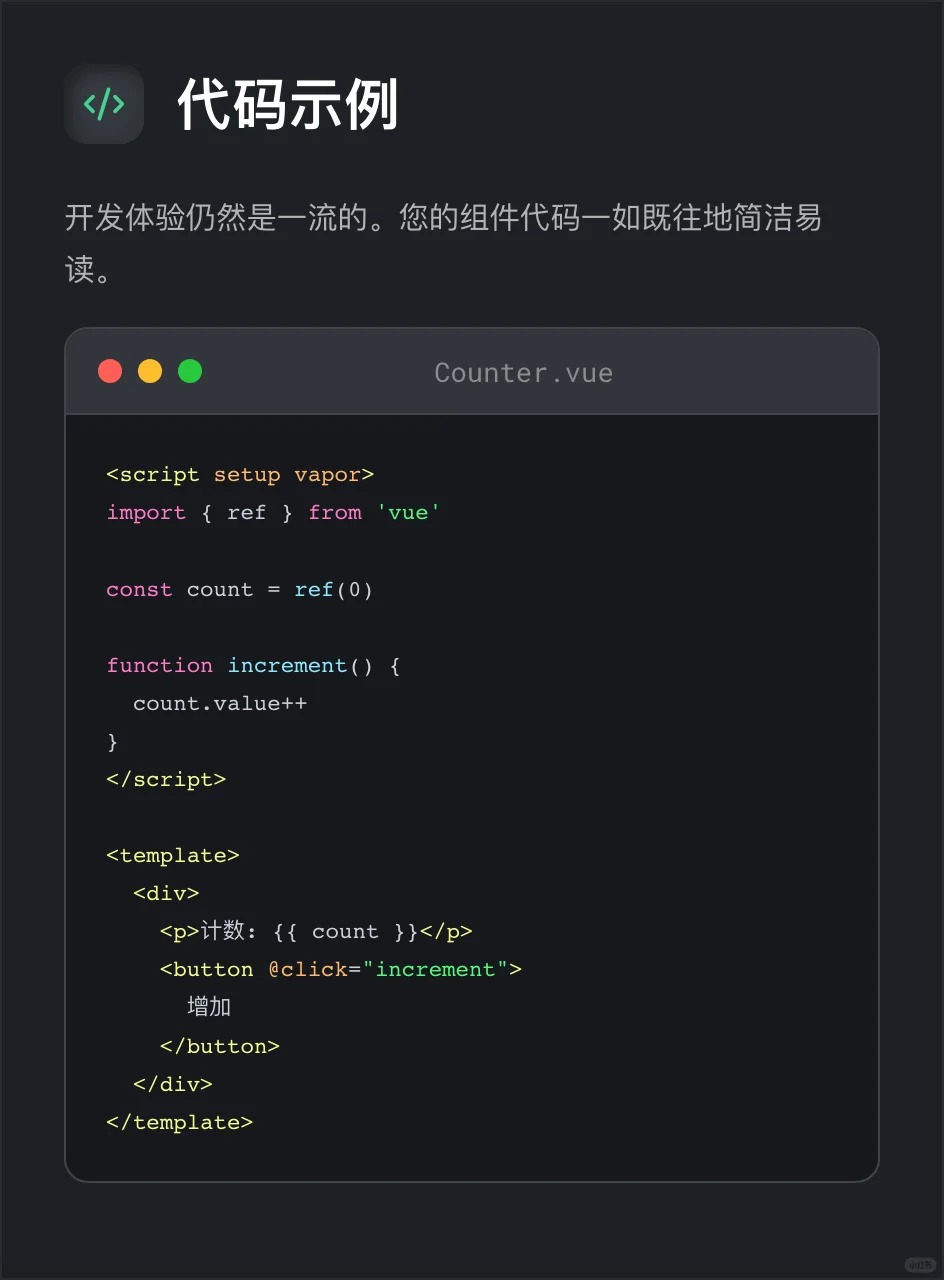 </> 代码示例
开发体验仍然是一流的。您的组件代码一如既往地简洁易
读。
Counter.vue
<script setup vapor>
import { ref } from 'vue'
const count = ref(0)
function increment() {
  count.value++
}
</script>
<template>
  <div>
    <p>计数: {{ count }}</p>
    <button @click="increment">
      增加
    </button>
  </div>
</template>
小红书